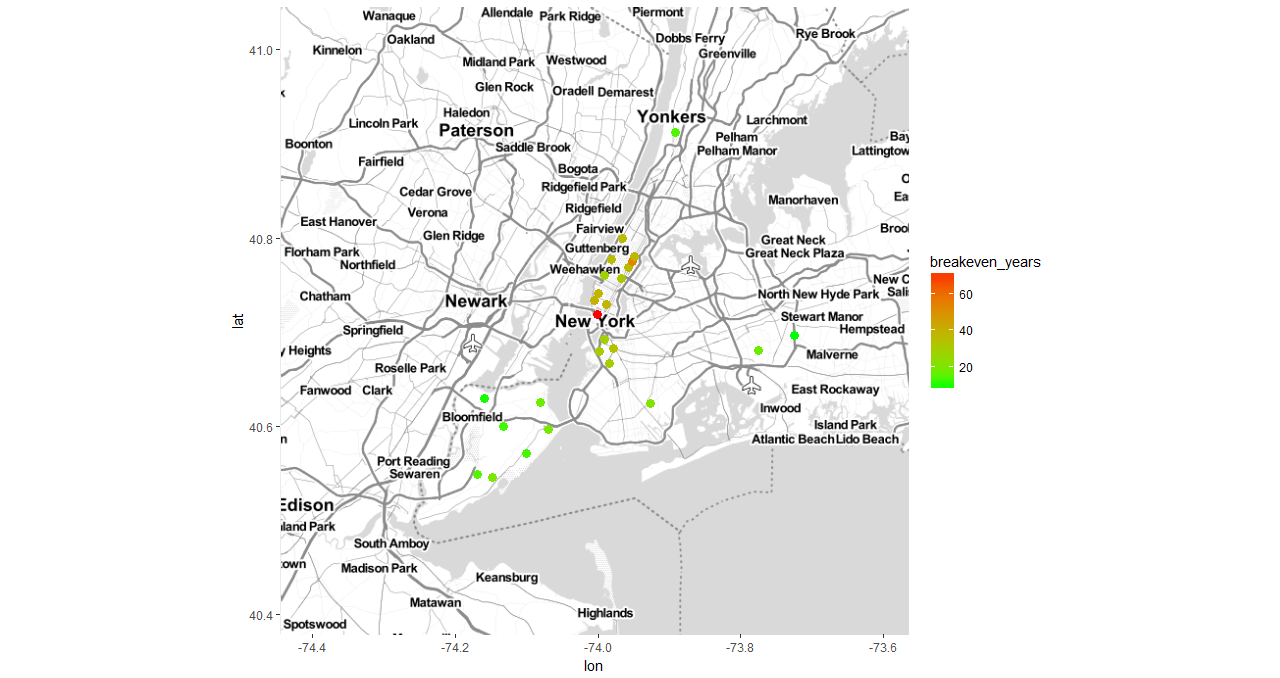 Wanaque
Allendale
Park Ridge
Piermont
Oakland
Dobbs Ferry
Rye Brook
41.0
Kinnelon
Midland Park
Westwood
Greenville
Glen Rock
Oradell
Demarest
Haledon
Yonkers
Lincoln Park
Paterson
Larchmont
Boonton
Saddle Brook
Pelham
Fairfield
Pelham Manor
Lattingtow
Bogota
Cedar Grove
Ridgefield Park
Verona
Ridgefield
Manorhaven
East Hanover
Fairview
Glen Ridge
40.8
Great Neck
Florham Park
Guttenberg
Great Neck Plaza
Northfield
Weehawken
breakeven_years
Chatham
Newark
North New Hyde Park
60
Springfield
New York
Stewart Manor
Hempstead
lat
40
y Heights
Malverne
Roselle Park
20
Fanwood
Clark
East Rockaway
Inwood
Bloomfield
40.6
Island Park
Atlantic Beach
Lido Beach
Port Reading
Sewaren
Edison
land Park
South Amboy
town
Madison Park
Keansburg
Matawan
Highlands
40.4
Spotswood
-74.4
-74.2
-74.0
-73.8
-73.6
lon